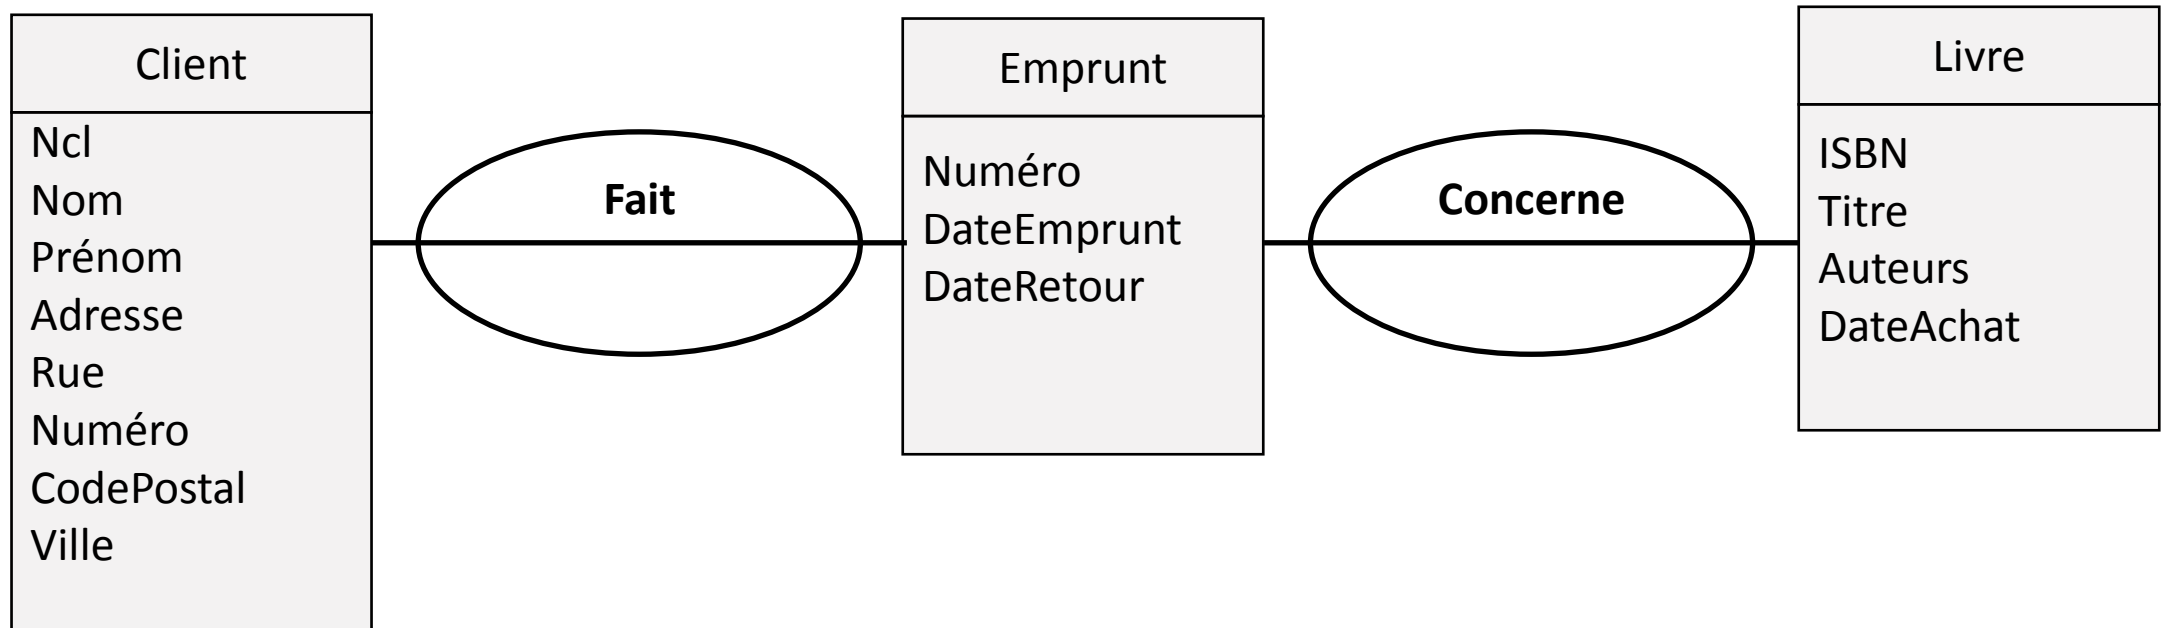 Client
Ncl
Nom
Prénom
Adresse
Rue
Numéro
CodePostal
Ville
Fait
Emprunt
Numéro
DateEmprunt
DateRetour
Concerne
Livre
ISBN
Titre
Auteurs
DateAchat